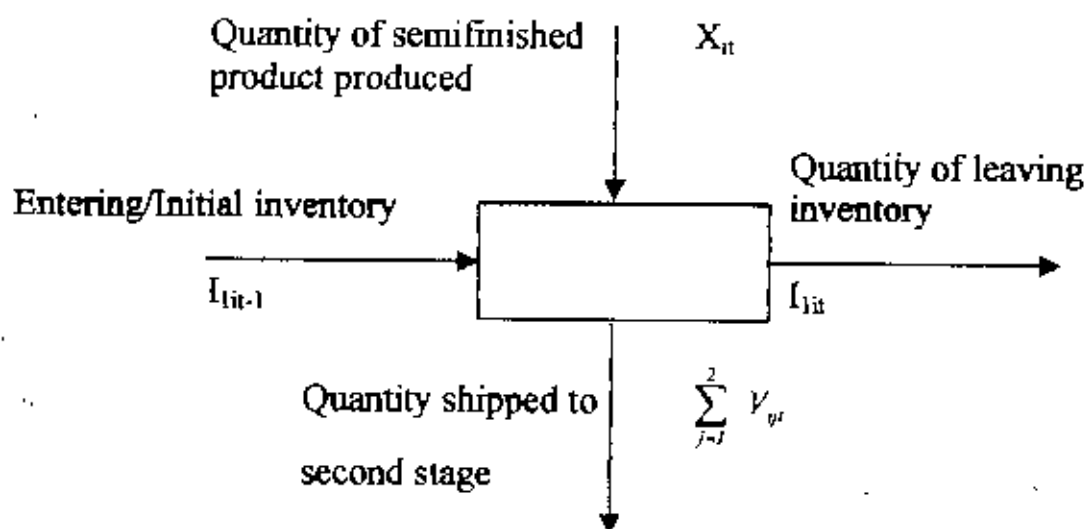 Quantity of semifinished
product produced
X_it
Entering/Initial inventory
Quantity of leaving
inventory
I_1it-1
I_1it
Quantity shipped to
second stage
2
∑ Y_ijt
j=1